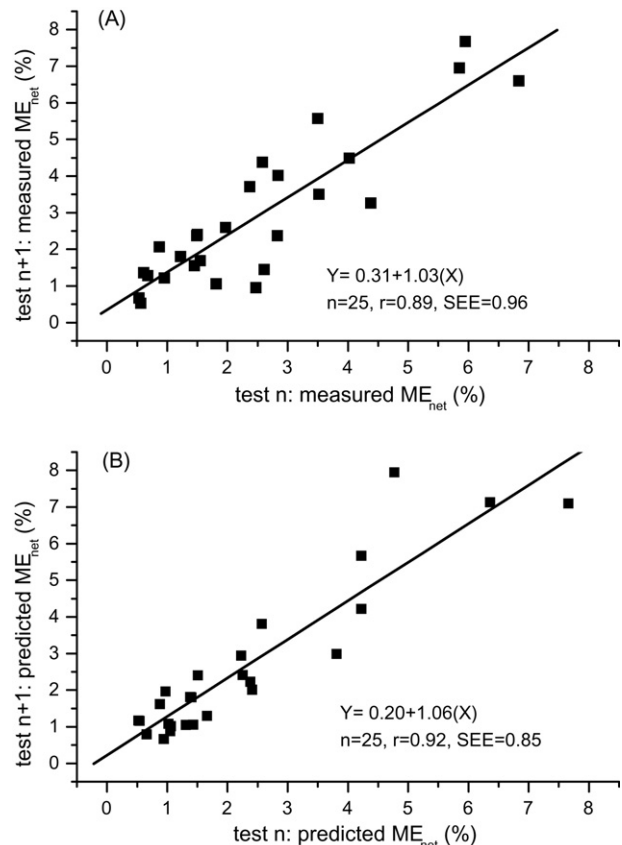 (A)
8
7
6
5
4
3
2
1
0
test n+1: measured ME_net (%)
Y= 0.31+1.03(X)
n=25, r=0.89, SEE=0.96
0 1 2 3 4 5 6 7 8
test n: measured ME_net (%)
(B)
8
7
6
5
4
3
2
1
0
test n+1: predicted ME_net (%)
Y= 0.20+1.06(X)
n=25, r=0.92, SEE=0.85
0 1 2 3 4 5 6 7 8
test n: predicted ME_net (%)